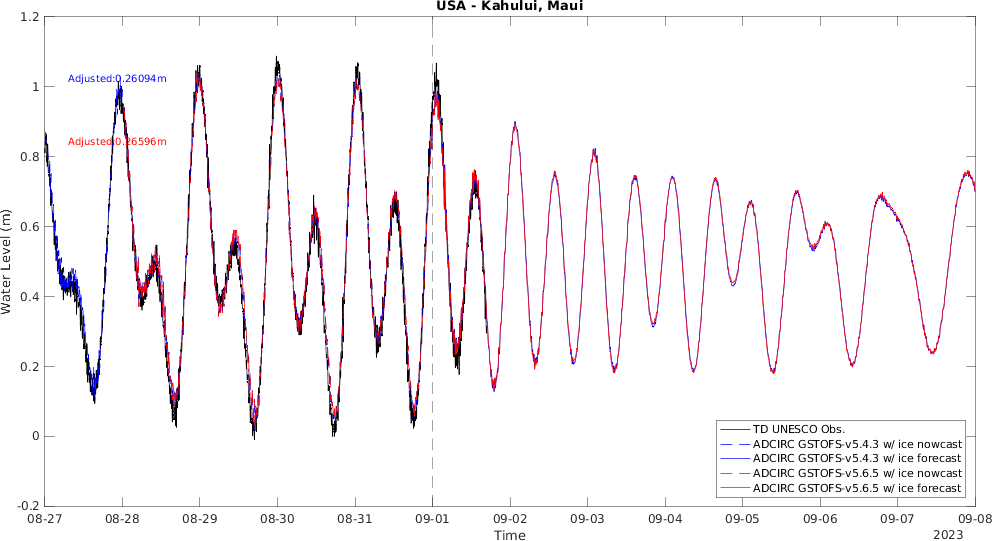 USA - Kahului, Maui
1.2
1
0.8
0.6
0.4
0.2
0
-0.2
Water Level (m)
Adjusted:0.26094m
Adjusted:0.26596m
TD UNESCO Obs.
ADCIRC GSTOFS-v5.4.3 w/ ice nowcast
ADCIRC GSTOFS-v5.4.3 w/ ice forecast
ADCIRC GSTOFS-v5.6.5 w/ ice nowcast
ADCIRC GSTOFS-v5.6.5 w/ ice forecast
08-27 08-28 08-29 08-30 08-31 09-01 09-02 09-03 09-04 09-05 09-06 09-07 09-08
Time
2023